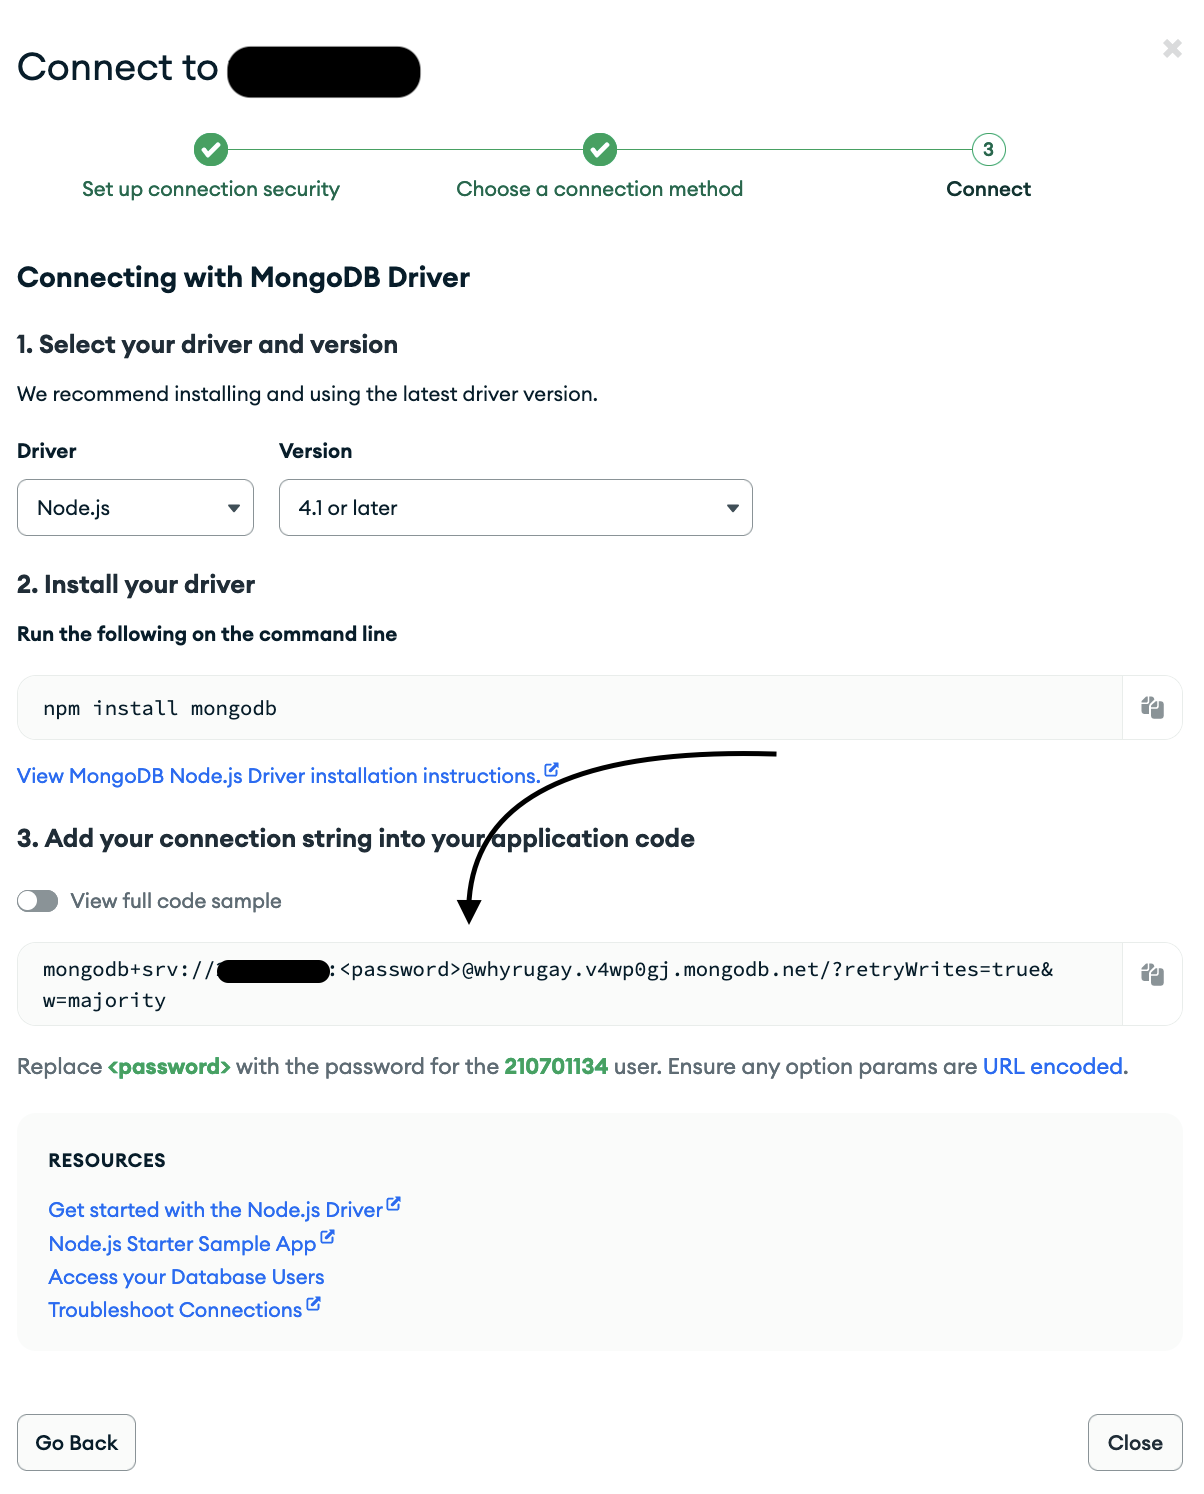 Connect to
3
Set up connection security
Choose a connection method
Connect
Connecting with MongoDB Driver
1. Select your driver and version
We recommend installing and using the latest driver version.
Driver
Version
Node.js
4.1 or later
2. Install your driver
Run the following on the command line
npm install mongodb
View MongoDB Node.js Driver installation instructions.
3. Add your connection string into your application code
View full code sample
mongodb+srv://:<password>@whyrugay.v4wp0gj.mongodb.net/?retryWrites=true&
w=majority
Replace <password> with the password for the 210701134 user. Ensure any option params are URL encoded.
RESOURCES
Get started with the Node.js Driver
Node.js Starter Sample App
Access your Database Users
Troubleshoot Connections
Go Back
Close